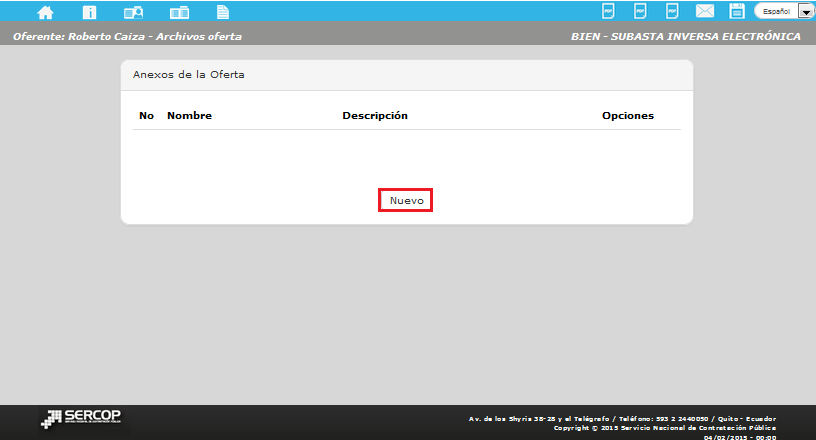 Español
Oferente: Roberto Caiza - Archivos oferta
BIEN - SUBASTA INVERSA ELECTRÓNICA
Anexos de la Oferta
No Nombre Descripción Opciones
Nuevo
SERCOP
Av. de los Shyris 38-28 y el Telégrafo / Teléfono: 593 2 2440050 / Quito - Ecuador
Copyright © 2015 Servicio Nacional de Contratación Pública
04/02/2015 - 00:00